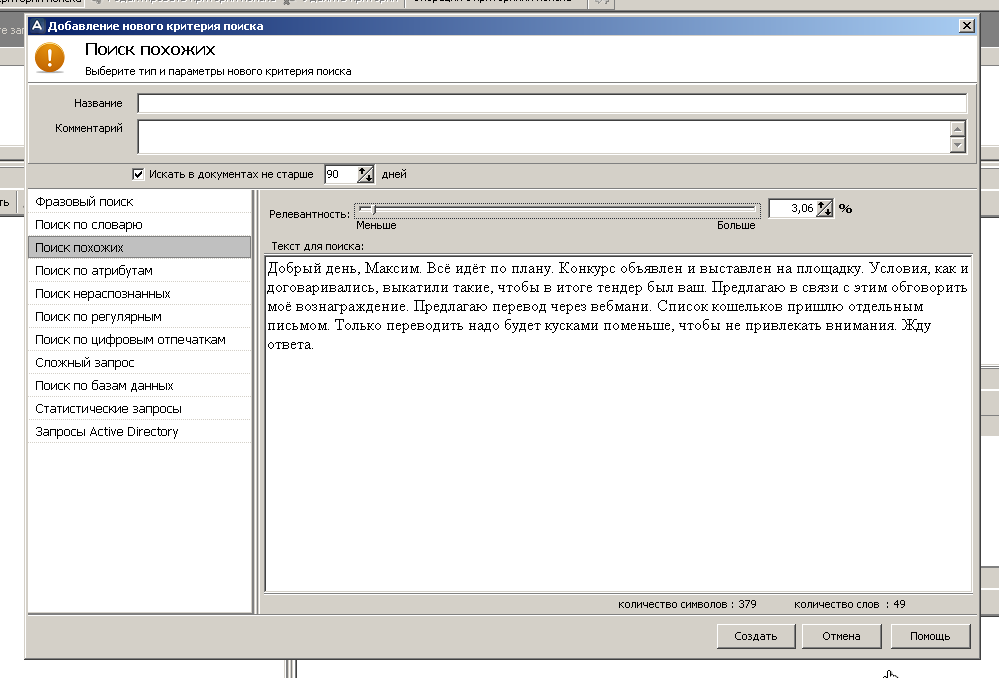 Добавление нового критерия поиска
Поиск похожих
Выберите тип и параметры нового критерия поиска
Название
Комментарий
Искать в документах не старше 90 дней
Фразовый поиск
Поиск по словарю
Поиск похожих
Поиск по атрибутам
Поиск нераспознанных
Поиск по регулярным
Поиск по цифровым отпечаткам
Сложный запрос
Поиск по базам данных
Статистические запросы
Запросы Active Directory
Релевантность: 3,06 %
Меньше Больше
Текст для поиска:
Добрый день, Максим. Всё идёт по плану. Конкурс объявлен и выставлен на площадку. Условия, как и
договаривались, выкатили такие, чтобы в итоге тендер был ваш. Предлагаю в связи с этим обговорить
моё вознаграждение. Предлагаю перевод через вебмани. Список кошельков пришлю отдельным
письмом. Только переводить надо будет кусками поменьше, чтобы не привлекать внимания. Жду
ответа.
количество символов : 379 количество слов : 49
Создать Отмена Помощь